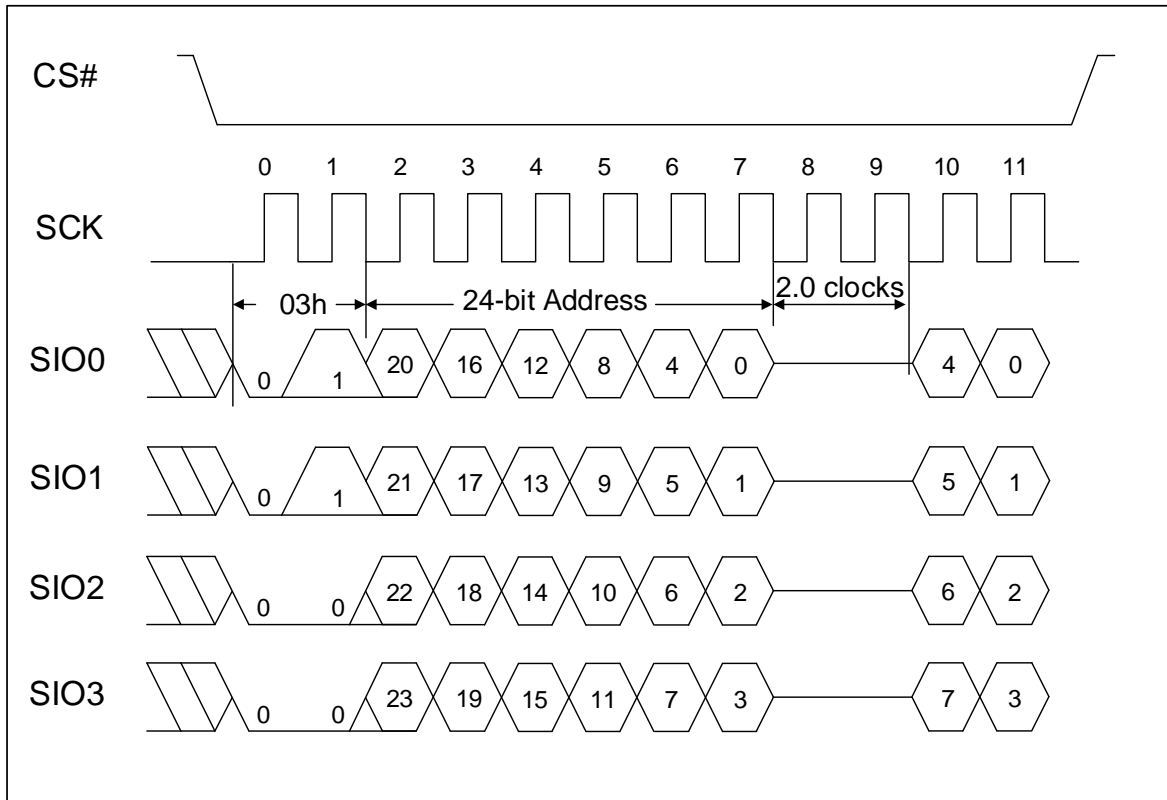 CS#
0 1 2 3 4 5 6 7 8 9 10 11
SCK
03h 24-bit Address 2.0 clocks
SIO0 0 1 20 16 12 8 4 0 4 0
SIO1 0 1 21 17 13 9 5 1 5 1
SIO2 0 0 22 18 14 10 6 2 6 2
SIO3 0 0 23 19 15 11 7 3 7 3